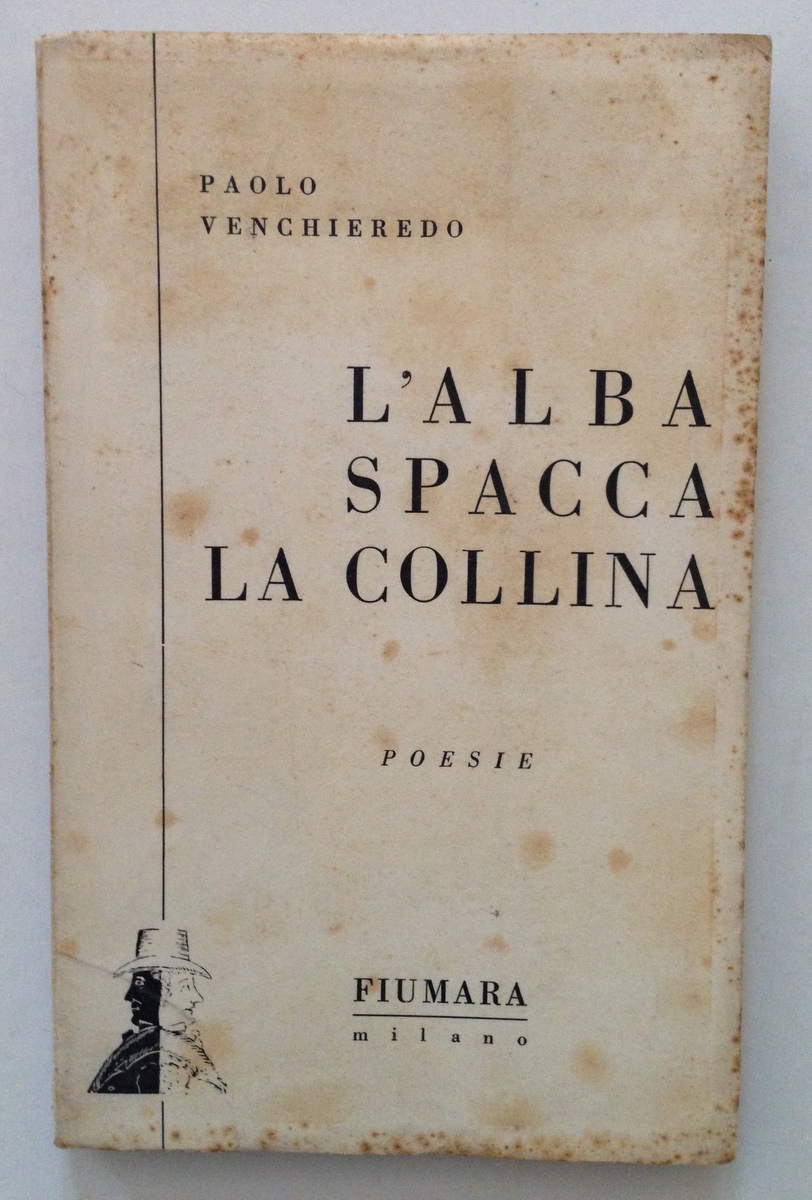 PAOLO
VENCHIEREDO
L'ALBA
SPACCA
LA COLLINA
POESIE
FIUMARA
milano